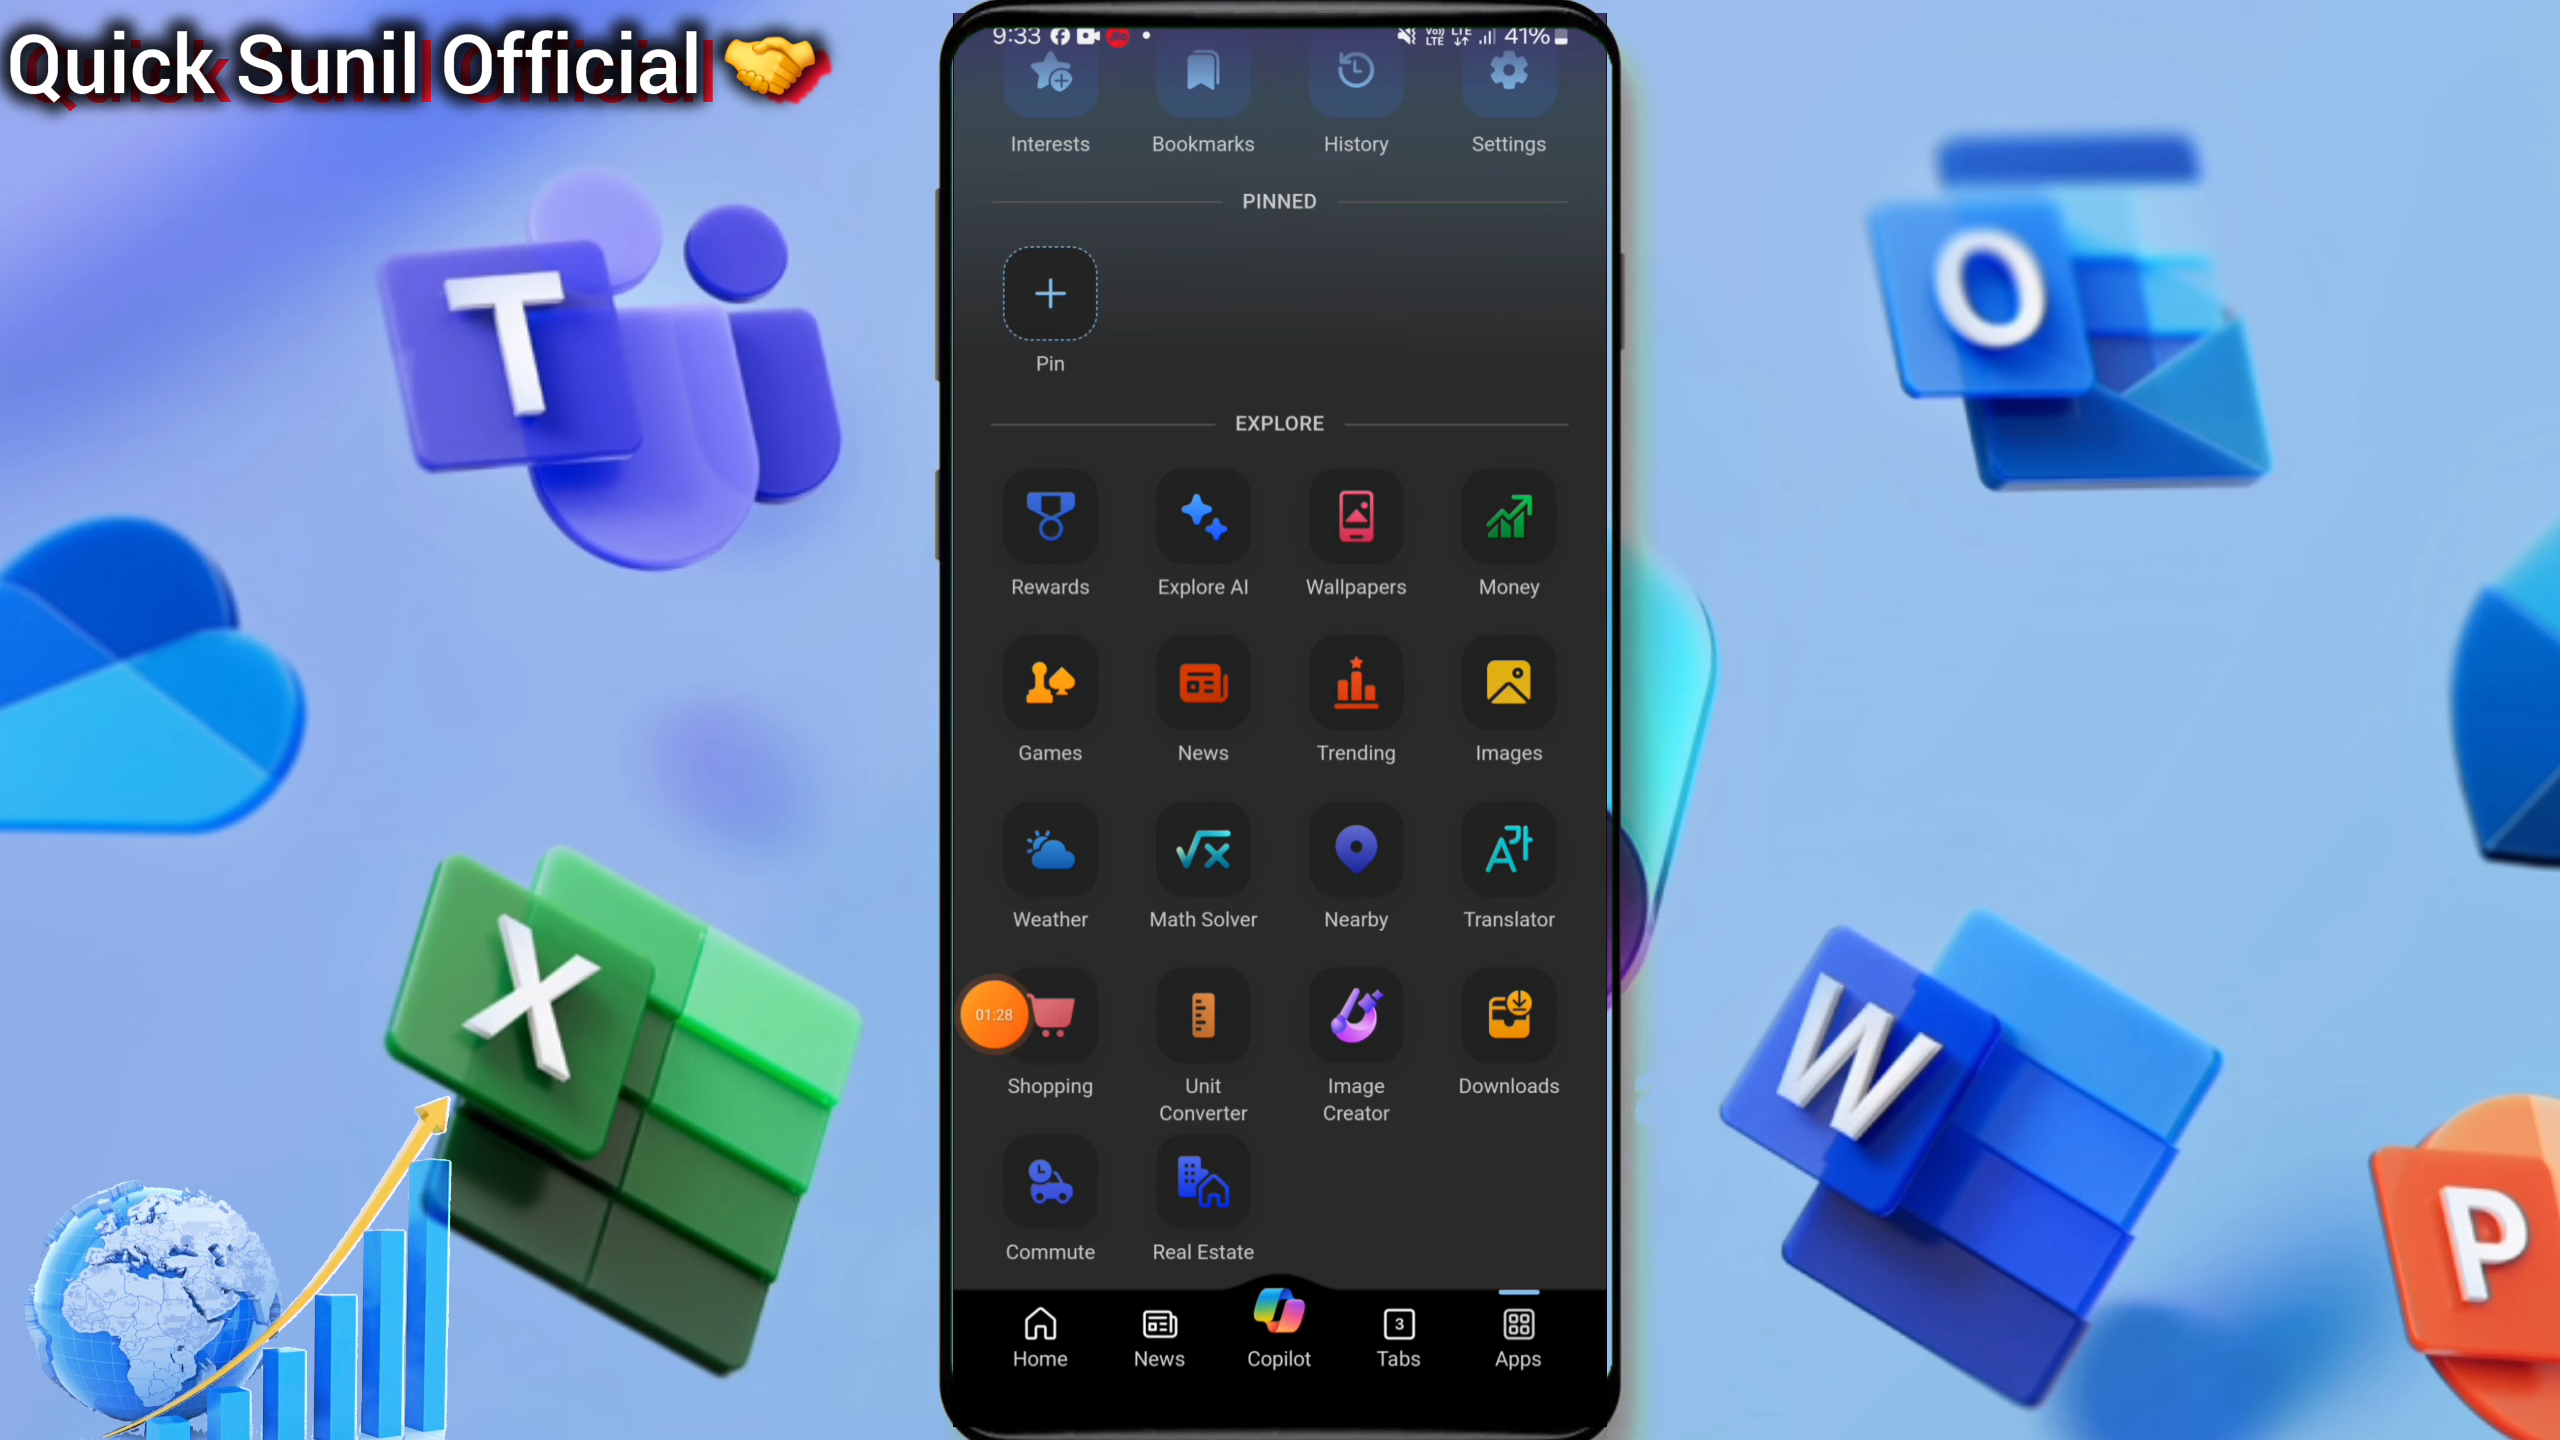 Quick Sunil Official
9:33
41%
Interests Bookmarks History Settings
PINNED
Pin
EXPLORE
Rewards Explore AI Wallpapers Money
Games News Trending Images
Weather Math Solver Nearby Translator
01:28
Shopping Unit Converter Image Creator Downloads
Commute Real Estate
3
Home News Copilot Tabs Apps
T
O
X
W
P